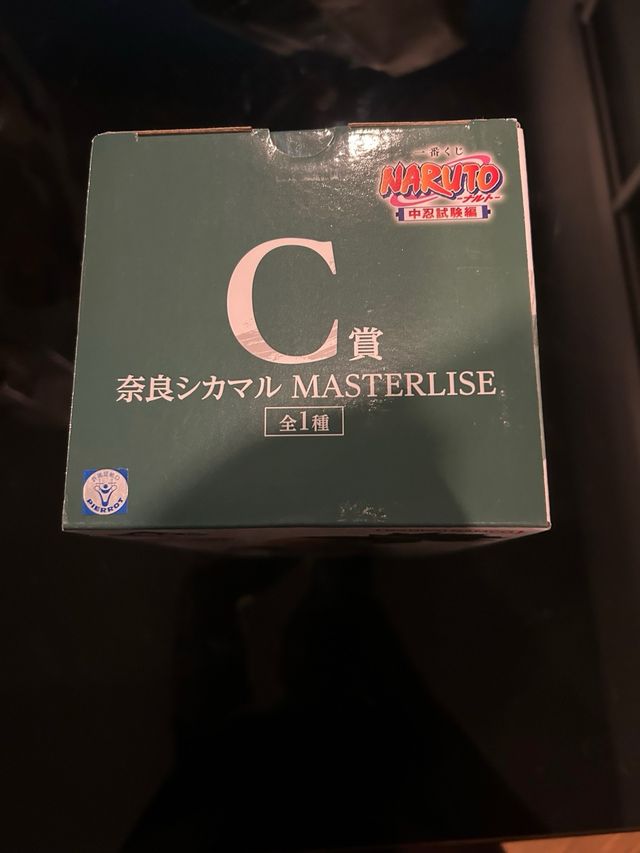 一番くじ
NARUTO
-ナルト-
中忍試験編
C賞
奈良シカマル MASTERLISE
全1種
PIERROT